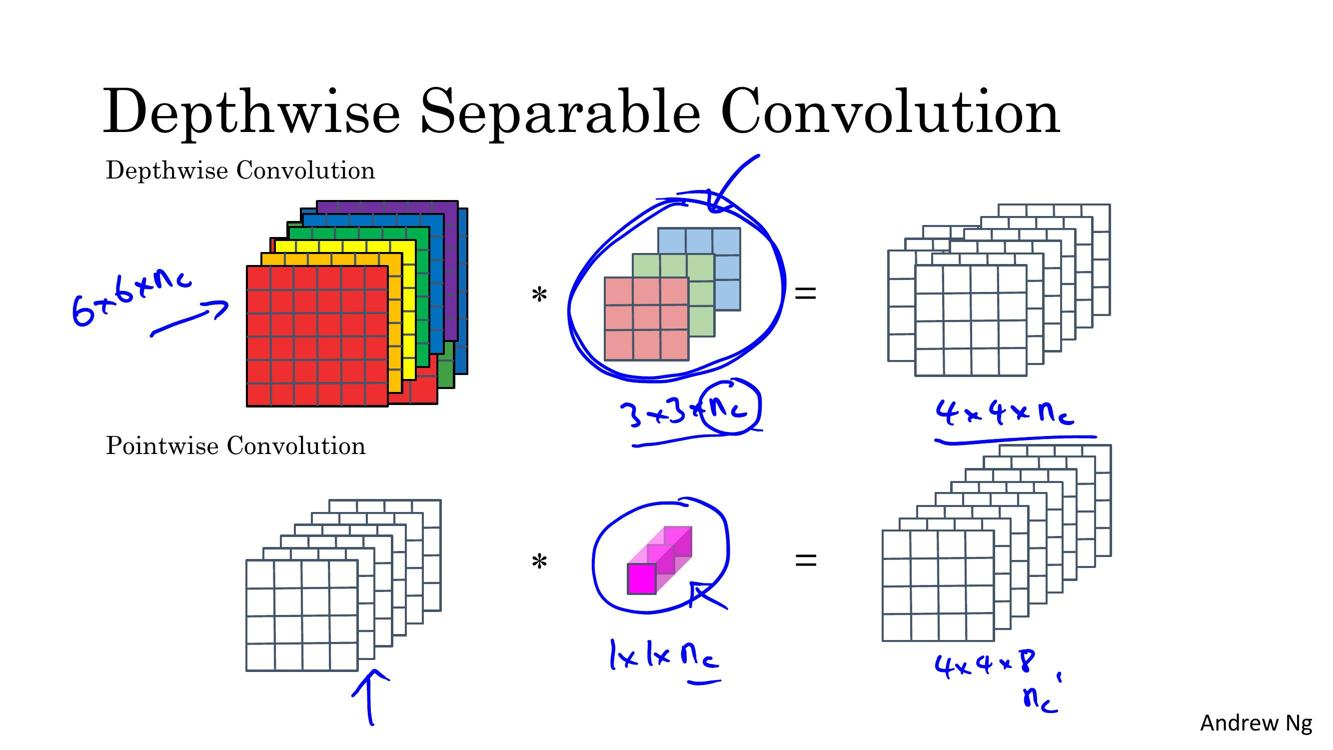 Depthwise Separable Convolution
Depthwise Convolution
6×6×nc
*
=
3×3×nc
4×4×nc
Pointwise Convolution
*
=
1×1×nc
4×4×8
nc'
Andrew Ng